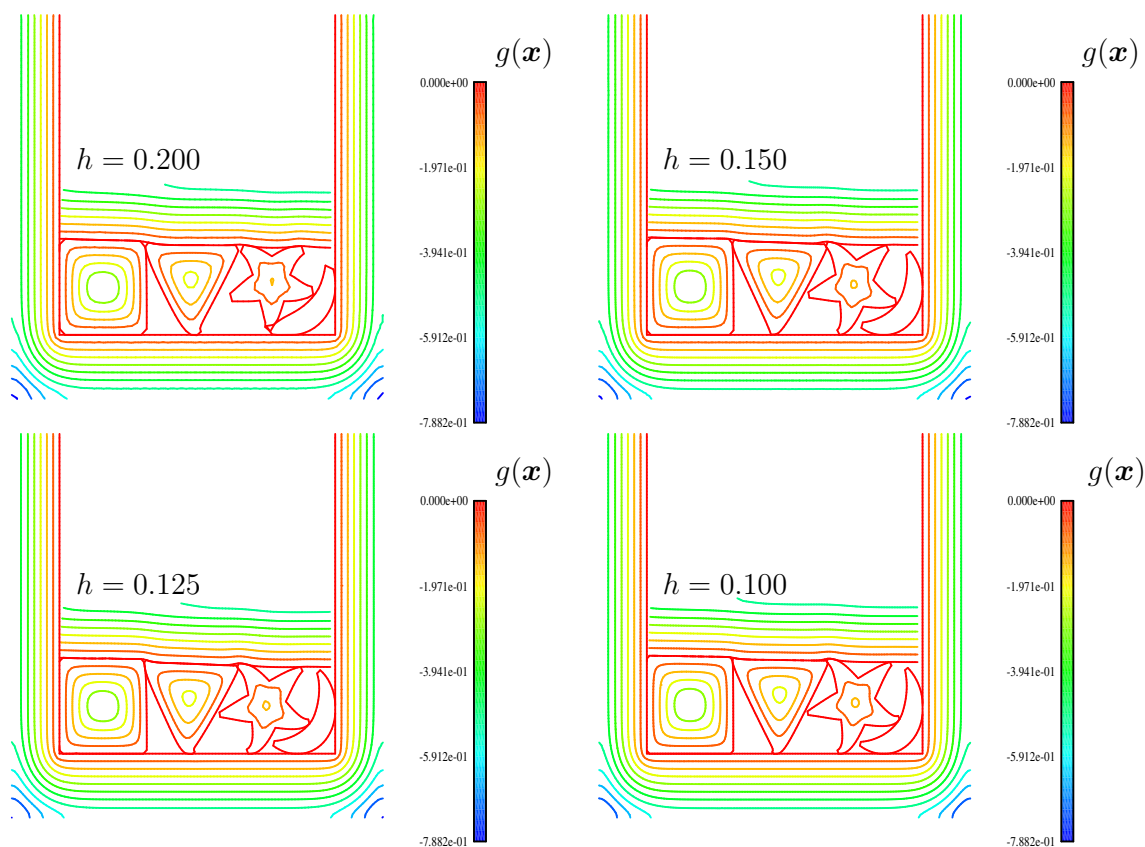 g(x)
0.000e+00
-1.971e-01
-3.941e-01
-5.912e-01
-7.882e-01
h = 0.200
g(x)
0.000e+00
-1.971e-01
-3.941e-01
-5.912e-01
-7.882e-01
h = 0.150
g(x)
0.000e+00
-1.971e-01
-3.941e-01
-5.912e-01
-7.882e-01
h = 0.125
g(x)
0.000e+00
-1.971e-01
-3.941e-01
-5.912e-01
-7.882e-01
h = 0.100